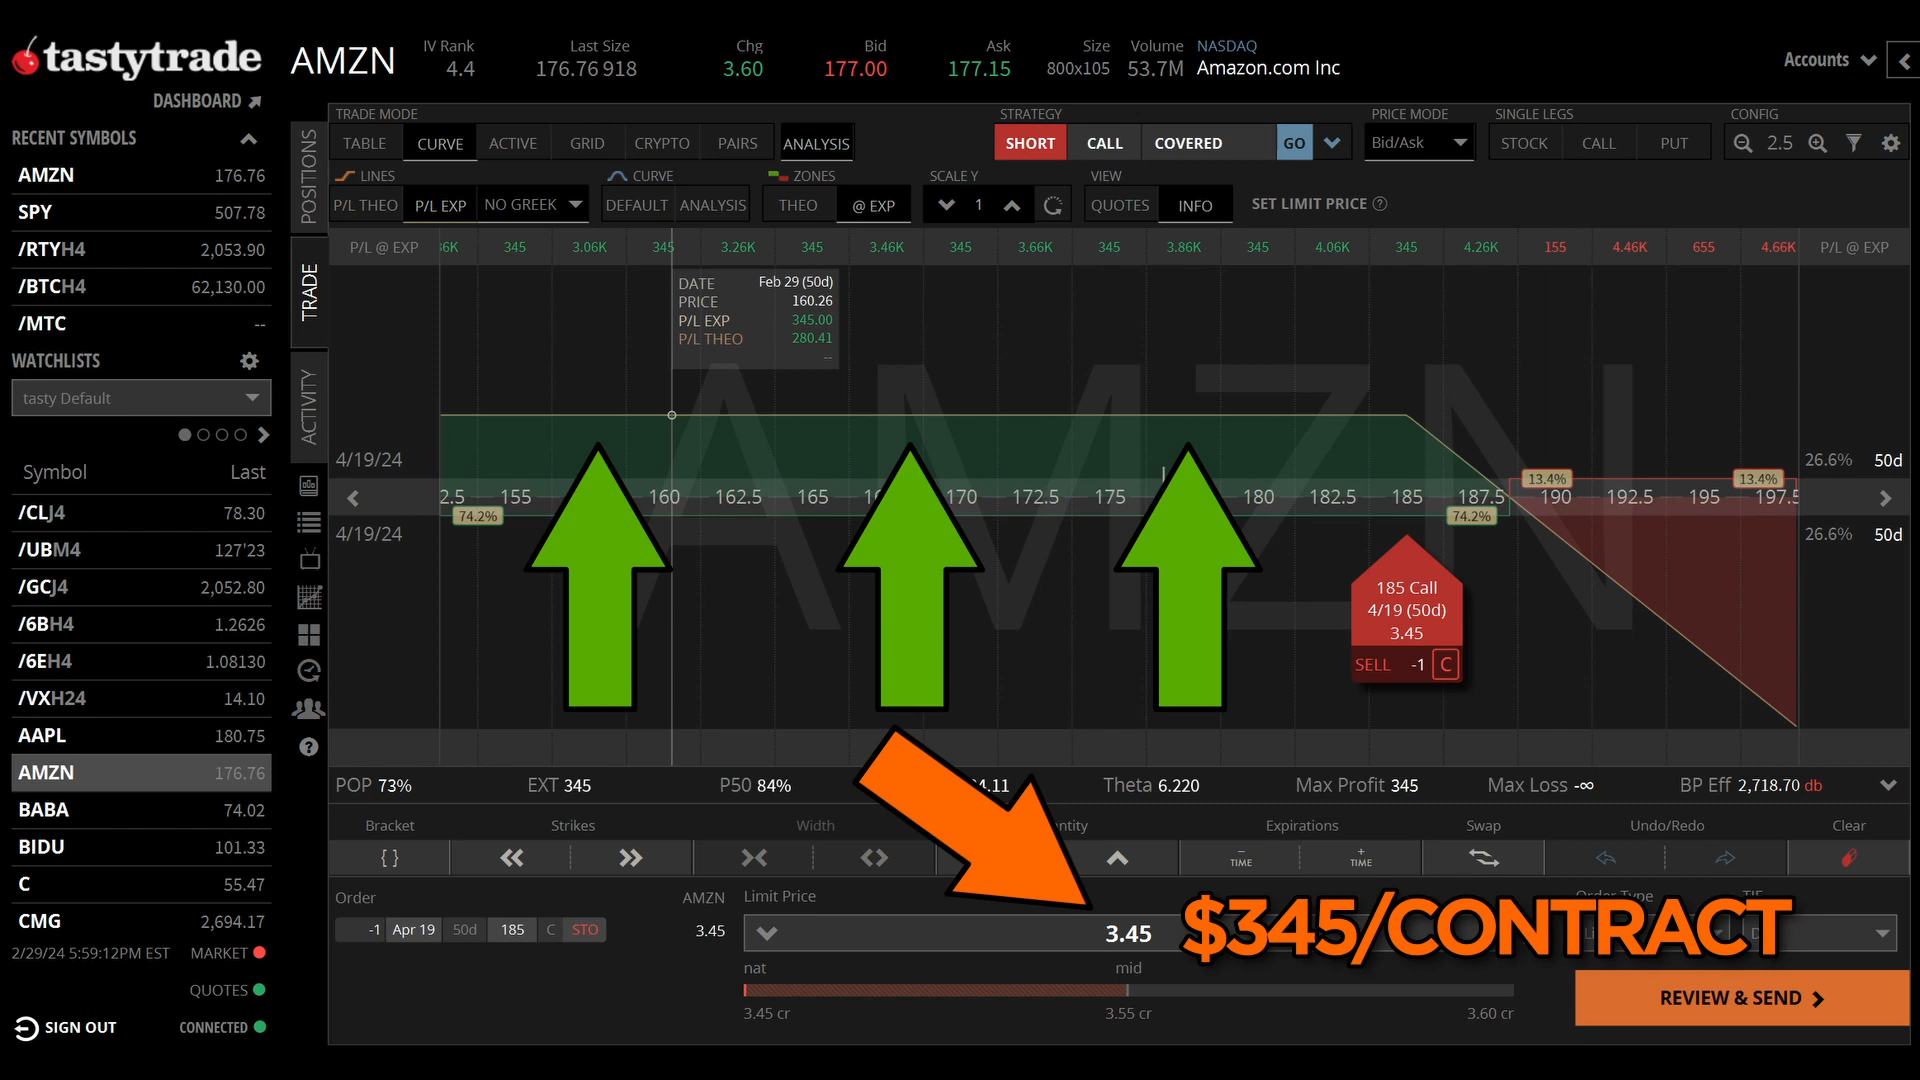 tastytrade
DASHBOARD
AMZN
IV Rank
4.4
Last Size
176.76 918
Chg
3.60
Bid
177.00
Ask
177.15
Size
800x105
Volume
53.7M
NASDAQ
Amazon.com Inc
Accounts
RECENT SYMBOLS
AMZN 176.76
SPY 507.78
/RTYH4 2,053.90
/BTCH4 62,130.00
/MTC --
WATCHLISTS
tasty Default
Symbol Last
/CLJ4 78.30
/UBM4 127'23
/GCJ4 2,052.80
/6BH4 1.2626
/6EH4 1.08130
/VXH24 14.10
AAPL 180.75
AMZN 176.76
BABA 74.02
BIDU 101.33
C 55.47
CMG 2,694.17
2/29/24 5:59:12PM EST MARKET
QUOTES
SIGN OUT CONNECTED
POSITIONS
TRADE
ACTIVITY
TRADE MODE
TABLE CURVE ACTIVE GRID CRYPTO PAIRS ANALYSIS
STRATEGY
SHORT CALL COVERED GO
PRICE MODE
Bid/Ask
SINGLE LEGS
STOCK CALL PUT
CONFIG
2.5
LINES
P/L THEO P/L EXP NO GREEK
CURVE
DEFAULT ANALYSIS
ZONES
THEO @ EXP
SCALE Y
1
VIEW
QUOTES INFO
SET LIMIT PRICE ?
P/L @ EXP 345 3.06K 345 3.26K 345 3.46K 345 3.66K 345 3.86K 345 4.06K 345 4.26K 155 4.46K 655 4.66K P/L @ EXP
DATE Feb 29 (50d)
PRICE 160.26
P/L EXP 345.00
P/L THEO 280.41
--
AMZN
4/19/24 26.6% 50d
13.4% 13.4%
155 160 162.5 165 170 172.5 175 180 182.5 185 187.5 190 192.5 195 197.5
74.2% 74.2%
4/19/24 26.6% 50d
185 Call
4/19 (50d)
3.45
SELL -1 C
POP 73% EXT 345 P50 84% 4.11 Theta 6.220 Max Profit 345 Max Loss -∞ BP Eff 2,718.70 db
Bracket Strikes Width Expirations Swap Undo/Redo Clear
{ } − TIME + TIME
Order AMZN Limit Price
-1 Apr 19 50d 185 C STO 3.45 3.45
$345/CONTRACT
nat mid
3.45 cr 3.55 cr 3.60 cr
REVIEW & SEND